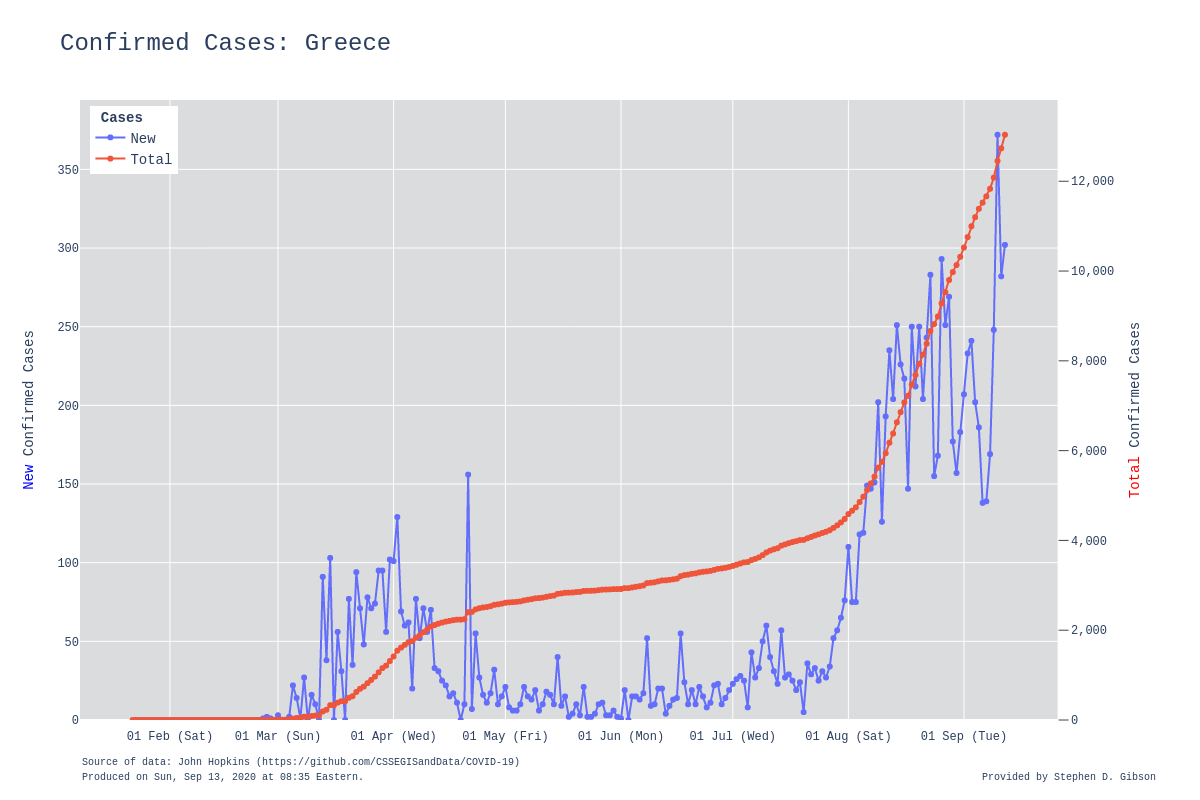 Confirmed Cases: Greece
Cases
New
Total
350
300
250
200
150
100
50
0
12,000
10,000
8,000
6,000
4,000
2,000
0
New Confirmed Cases
Total Confirmed Cases
01 Feb (Sat)
01 Mar (Sun)
01 Apr (Wed)
01 May (Fri)
01 Jun (Mon)
01 Jul (Wed)
01 Aug (Sat)
01 Sep (Tue)
Source of data: John Hopkins (https://github.com/CSSEGISandData/COVID-19)
Produced on Sun, Sep 13, 2020 at 08:35 Eastern.
Provided by Stephen D. Gibson